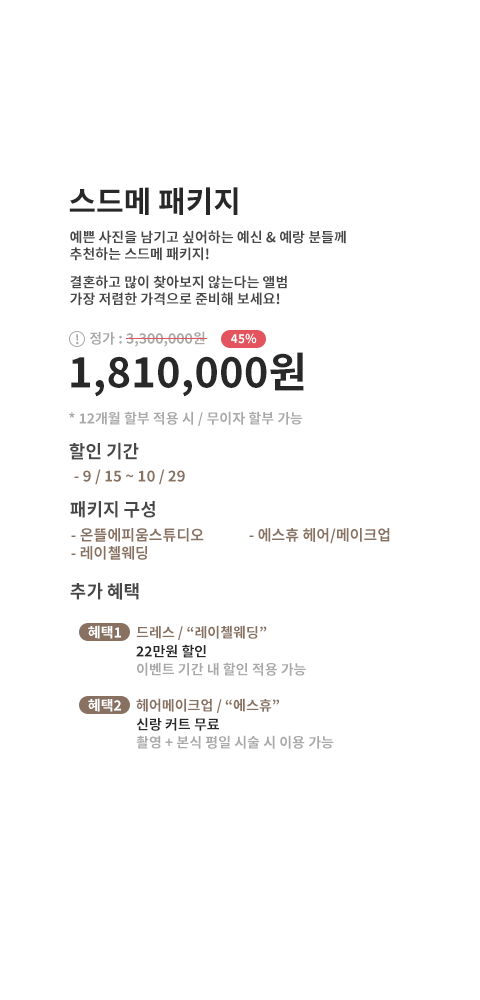 스드메 패키지
예쁜 사진을 남기고 싶어하는 예신 & 예랑 분들께
추천하는 스드메 패키지!
결혼하고 많이 찾아보지 않는다는 앨범
가장 저렴한 가격으로 준비해 보세요!
! 정가 : 3,300,000원 45%
1,810,000원
* 12개월 할부 적용 시 / 무이자 할부 가능
할인 기간
- 9 / 15 ~ 10 / 29
패키지 구성
- 온뜰에피움스튜디오 - 에스휴 헤어/메이크업
- 레이첼웨딩
추가 혜택
혜택1 드레스 / “레이첼웨딩”
22만원 할인
이벤트 기간 내 할인 적용 가능
혜택2 헤어메이크업 / “에스휴”
신랑 커트 무료
촬영 + 본식 평일 시술 시 이용 가능